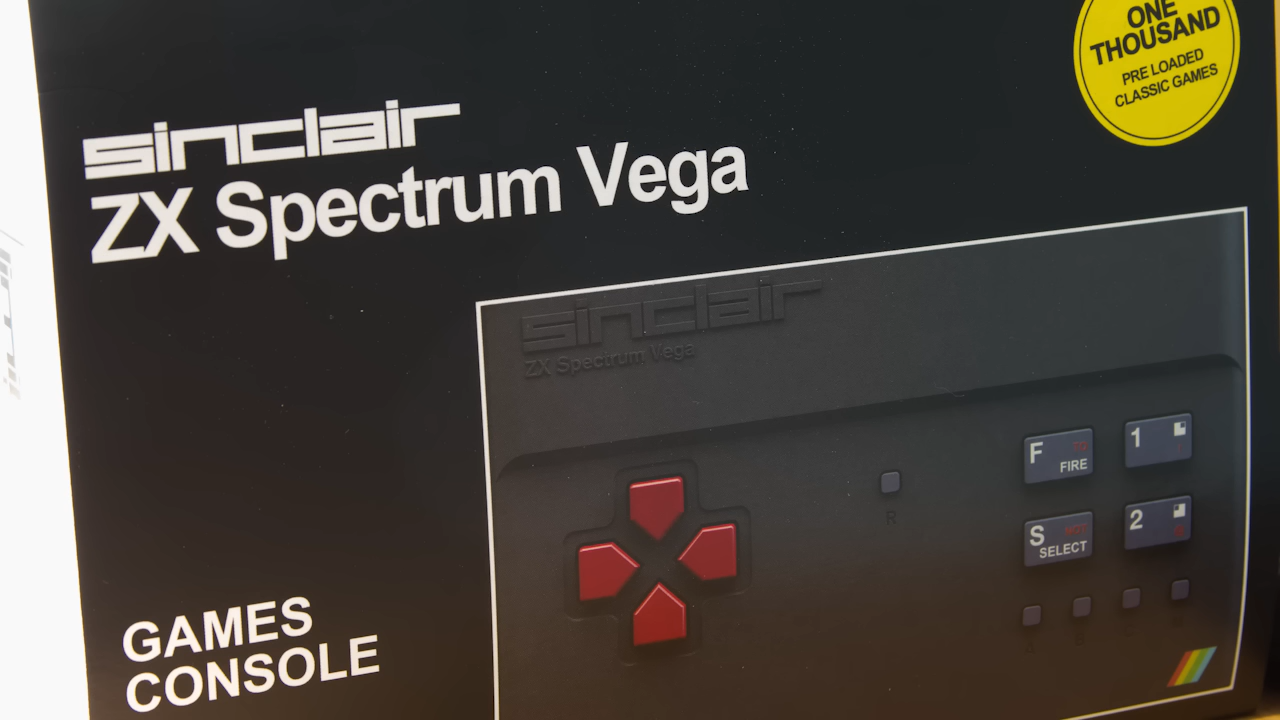 ONE
THOUSAND
PRE LOADED
CLASSIC GAMES
sinclair
ZX Spectrum Vega
sinclair
ZX Spectrum Vega
F
FIRE
1
R
S
SELECT
2
GAMES
CONSOLE